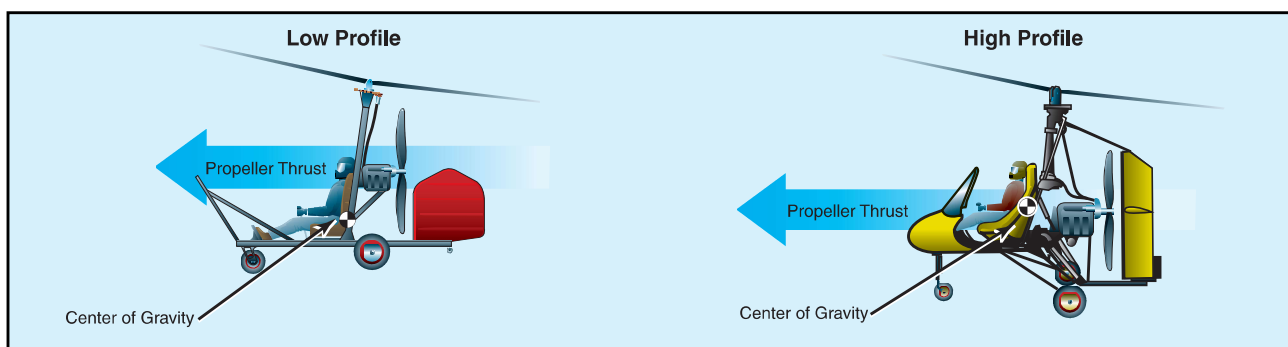 Low Profile
Propeller Thrust
Center of Gravity
High Profile
Propeller Thrust
Center of Gravity